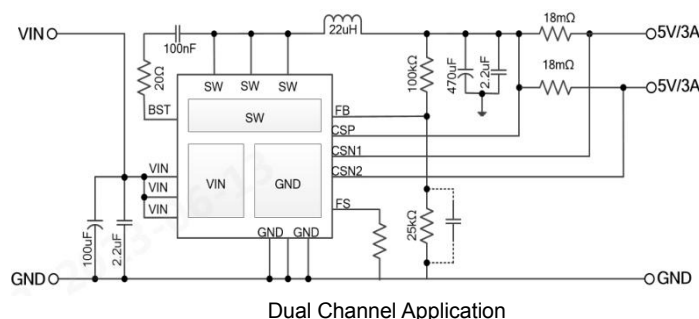 VIN
100nF
22uH
18mΩ
5V/3A
20Ω
SW SW SW
100kΩ
470uF
2.2uF
18mΩ
5V/3A
BST
SW
FB
CSP
CSN1
CSN2
VIN
VIN
VIN
VIN
GND
FS
100uF
2.2uF
GND GND
25kΩ
GND
GND
Dual Channel Application